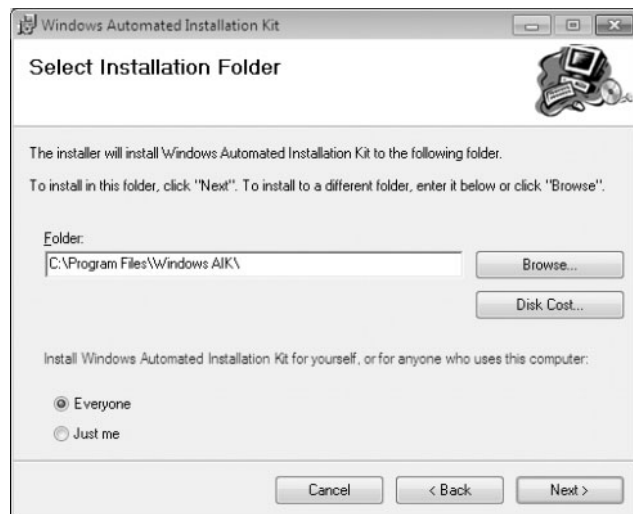 Windows Automated Installation Kit
Select Installation Folder
The installer will install Windows Automated Installation Kit to the following folder.
To install in this folder, click "Next". To install to a different folder, enter it below or click "Browse".
Folder:
C:\Program Files\Windows AIK\
Browse...
Disk Cost...
Install Windows Automated Installation Kit for yourself, or for anyone who uses this computer:
Everyone
Just me
Cancel
< Back
Next >